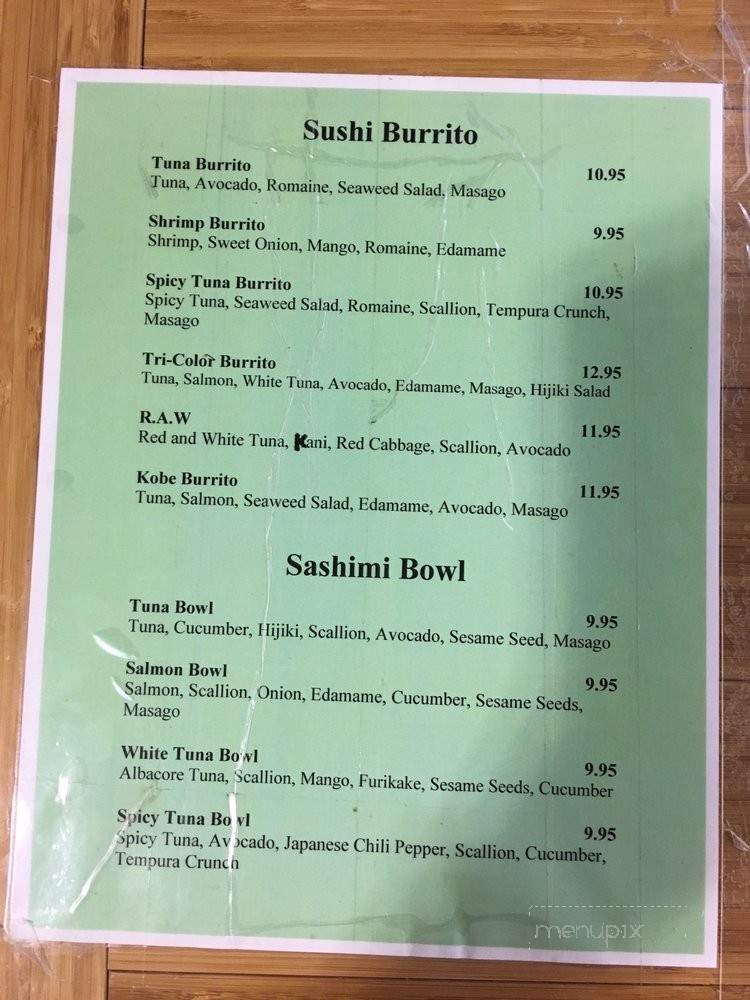 Sushi Burrito
Tuna Burrito 10.95
Tuna, Avocado, Romaine, Seaweed Salad, Masago
Shrimp Burrito 9.95
Shrimp, Sweet Onion, Mango, Romaine, Edamame
Spicy Tuna Burrito 10.95
Spicy Tuna, Seaweed Salad, Romaine, Scallion, Tempura Crunch,
Masago
Tri-Color Burrito 12.95
Tuna, Salmon, White Tuna, Avocado, Edamame, Masago, Hijiki Salad
R.A.W 11.95
Red and White Tuna, Kani, Red Cabbage, Scallion, Avocado
Kobe Burrito 11.95
Tuna, Salmon, Seaweed Salad, Edamame, Avocado, Masago
Sashimi Bowl
Tuna Bowl 9.95
Tuna, Cucumber, Hijiki, Scallion, Avocado, Sesame Seed, Masago
Salmon Bowl 9.95
Salmon, Scallion, Onion, Edamame, Cucumber, Sesame Seeds,
Masago
White Tuna Bowl 9.95
Albacore Tuna, Scallion, Mango, Furikake, Sesame Seeds, Cucumber
Spicy Tuna Bowl 9.95
Spicy Tuna, Avocado, Japanese Chili Pepper, Scallion, Cucumber,
Tempura Crunch
menupix